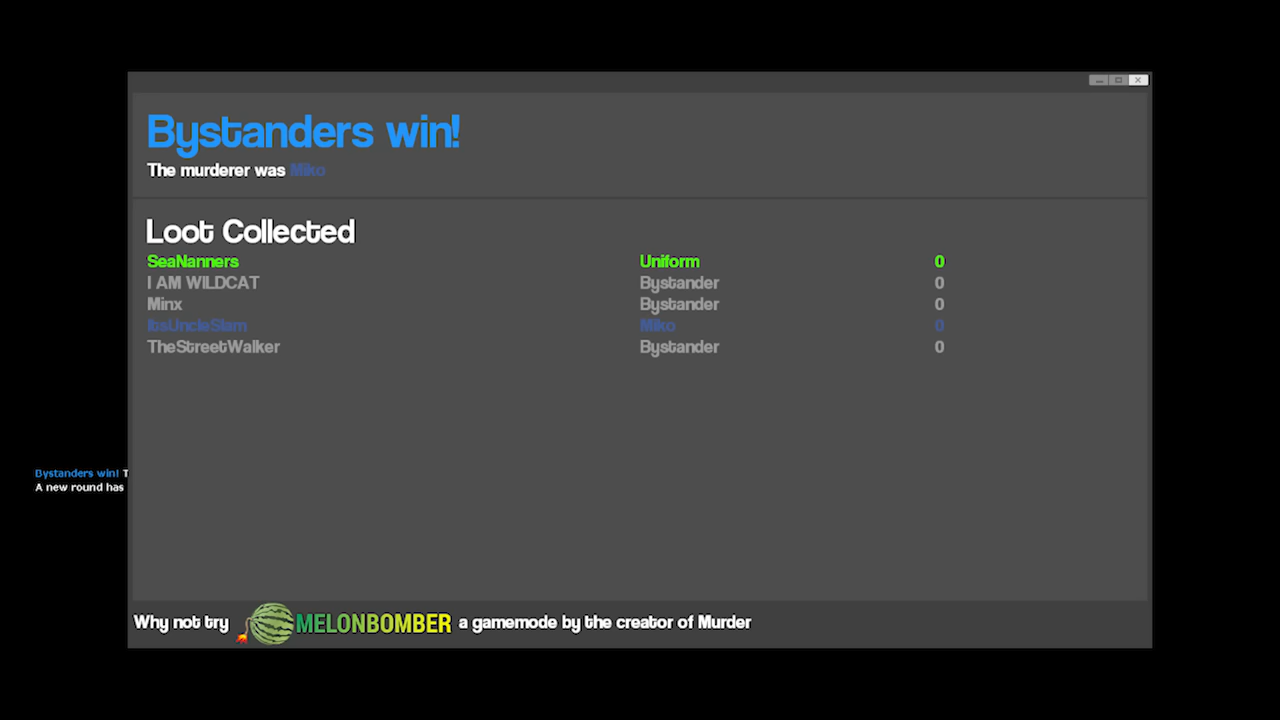 Bystanders win!
The murderer was Miko
Loot Collected
SeaNanners Uniform 0
I AM WILDCAT Bystander 0
Minx Bystander 0
ItsUncleSlam Miko 0
TheStreetWalker Bystander 0
Bystanders win! T
A new round has
Why not try MELONBOMBER a gamemode by the creator of Murder